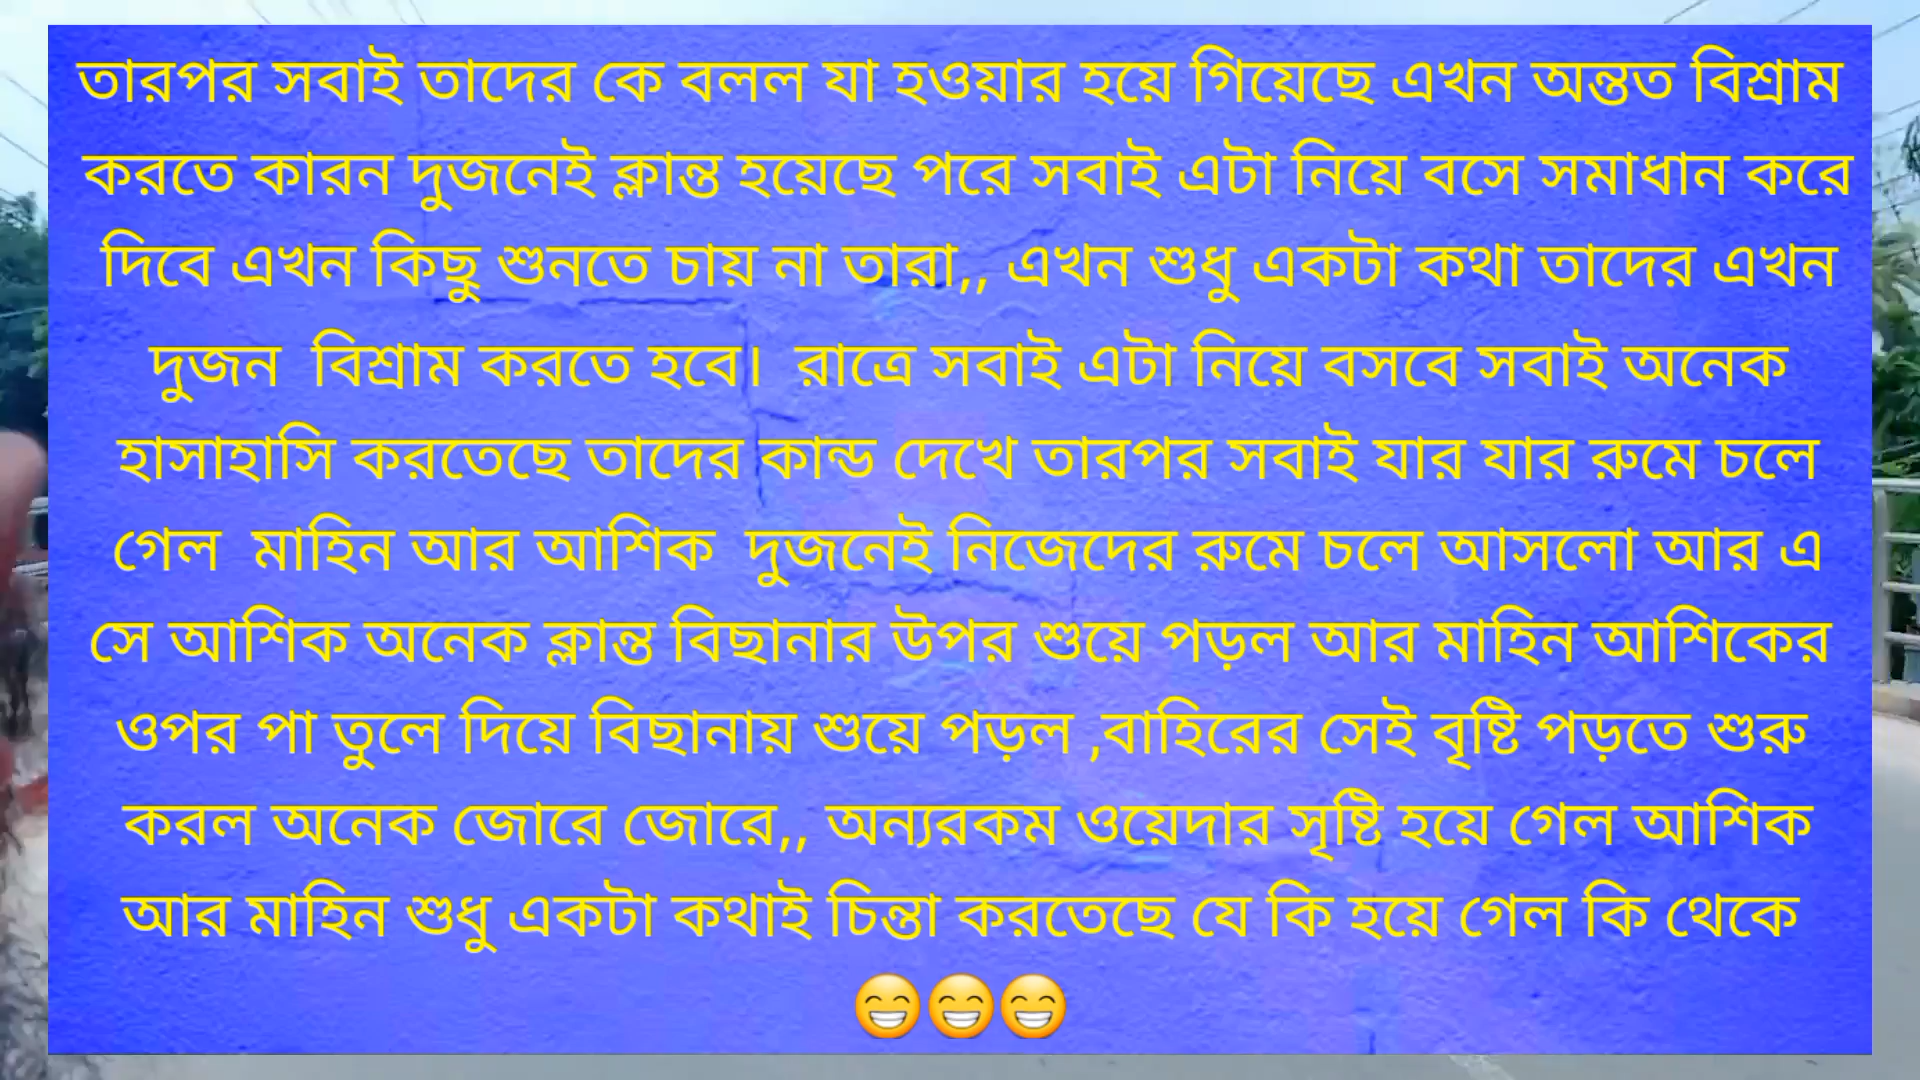 তারপর সবাই তাদের কে বলল যা হওয়ার হয়ে গিয়েছে এখন অন্তত বিশ্রাম
করতে কারন দুজনেই ক্লান্ত হয়েছে পরে সবাই এটা নিয়ে বসে সমাধান করে
দিবে এখন কিছু শুনতে চায় না তারা,, এখন শুধু একটা কথা তাদের এখন
দুজন  বিশ্রাম করতে হবে।  রাত্রে সবাই এটা নিয়ে বসবে সবাই অনেক
হাসাহাসি করতেছে তাদের কান্ড দেখে তারপর সবাই যার যার রুমে চলে
গেল  মাহিন আর আশিক  দুজনেই নিজেদের রুমে চলে আসলো আর এ
সে আশিক অনেক ক্লান্ত বিছানার উপর শুয়ে পড়ল আর মাহিন আশিকের
ওপর পা তুলে দিয়ে বিছানায় শুয়ে পড়ল ,বাহিরের সেই বৃষ্টি পড়তে শুরু
করল অনেক জোরে জোরে,, অন্যরকম ওয়েদার সৃষ্টি হয়ে গেল আশিক
আর মাহিন শুধু একটা কথাই চিন্তা করতেছে যে কি হয়ে গেল কি থেকে
😁😁😁